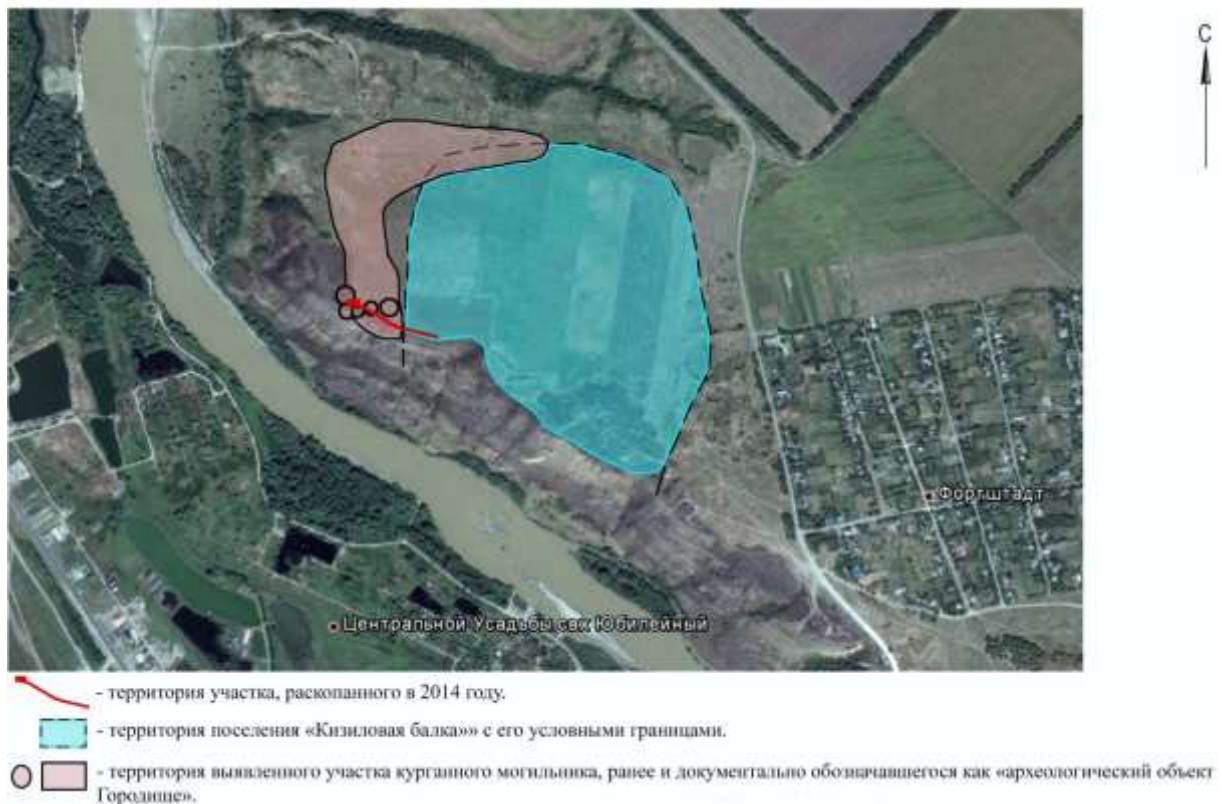 С
Фортштадт
Центральной Усадьбы свх Юбилейный
- территория участка, раскопанного в 2014 году.
- территория поселения «Кизиловая балка»» с его условными границами.
- территория выявленного участка курганного могильника, ранее и документально обозначавшегося как «археологический объект
Городище».